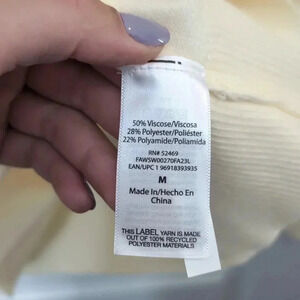 50% Viscose/Viscosa
28% Polyester/Poliéster
22% Polyamide/Poliamida
RN# 52469
FAWSW00270FA23L
EAN/UPC 1 96918393935
M
Made In/Hecho En
China
THIS LABEL YARN IS MADE
OUT OF 100% RECYCLED
POLYESTER MATERIALS